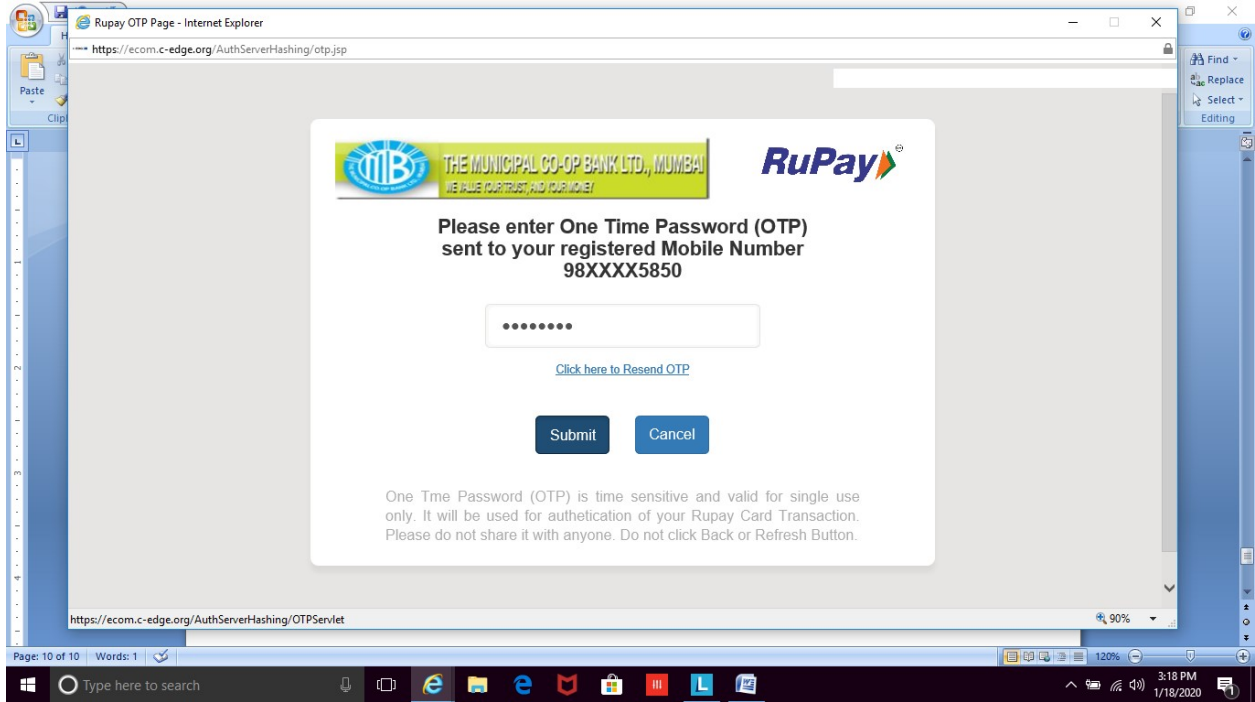 Rupay OTP Page - Internet Explorer
https://ecom.c-edge.org/AuthServerHashing/otp.jsp
Paste
Find
Replace
Select
Editing
THE MUNICIPAL CO-OP BANK LTD., MUMBAI
WE VALUE YOUR TRUST, AND YOUR MONEY
RuPay
Please enter One Time Password (OTP)
sent to your registered Mobile Number
98XXXX5850
Click here to Resend OTP
Submit Cancel
One Tme Password (OTP) is time sensitive and valid for single use
only. It will be used for authetication of your Rupay Card Transaction.
Please do not share it with anyone. Do not click Back or Refresh Button.
https://ecom.c-edge.org/AuthServerHashing/OTPServlet
90%
Page: 10 of 10 Words: 1
120%
Type here to search
3:18 PM
1/18/2020